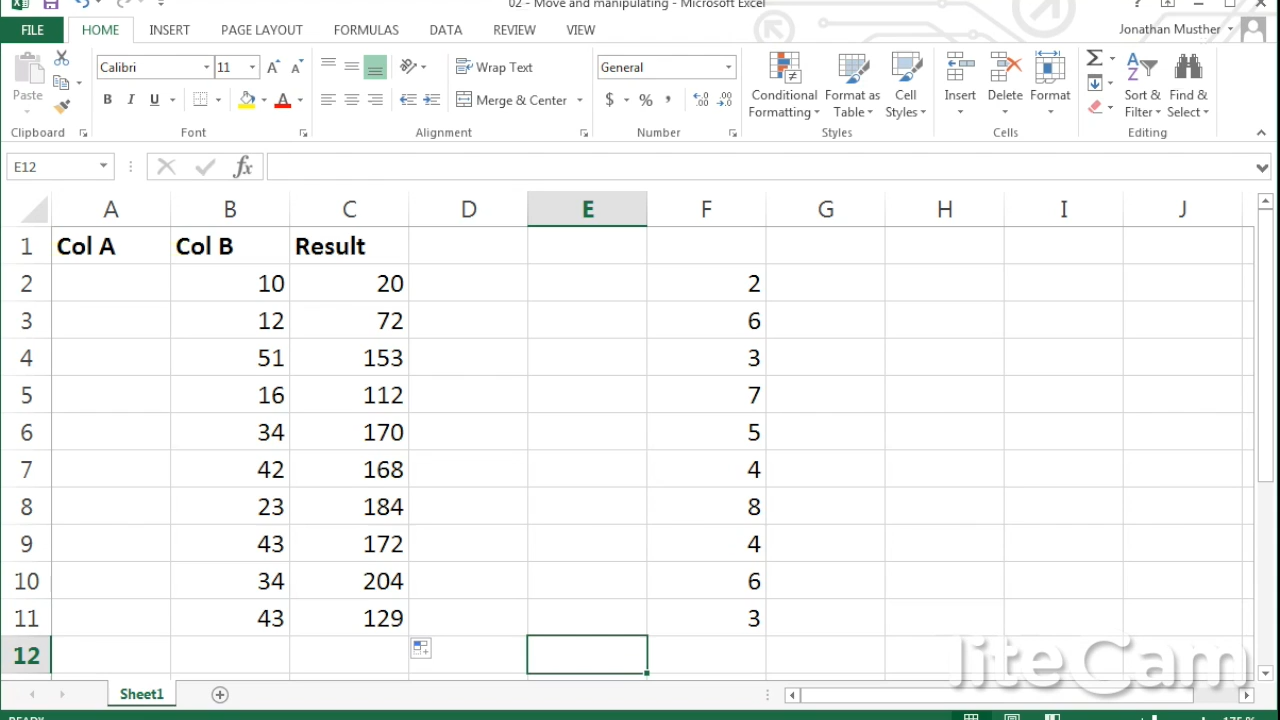 02 - Move and manipulating - Microsoft Excel
?
FILE HOME INSERT PAGE LAYOUT FORMULAS DATA REVIEW VIEW Jonathan Musther
Paste Calibri 11 A A Wrap Text General Conditional Formatting Format as Table Cell Styles Insert Delete Format Σ Sort & Filter Find & Select
B I U A Merge & Center $ % , .00 .0
Clipboard Font Alignment Number Styles Cells Editing
E12 fx
A B C D E F G H I J
1 Col A Col B Result
2 10 20 2
3 12 72 6
4 51 153 3
5 16 112 7
6 34 170 5
7 42 168 4
8 23 184 8
9 43 172 4
10 34 204 6
11 43 129 3
12
liteCam
Sheet1
READY 175%